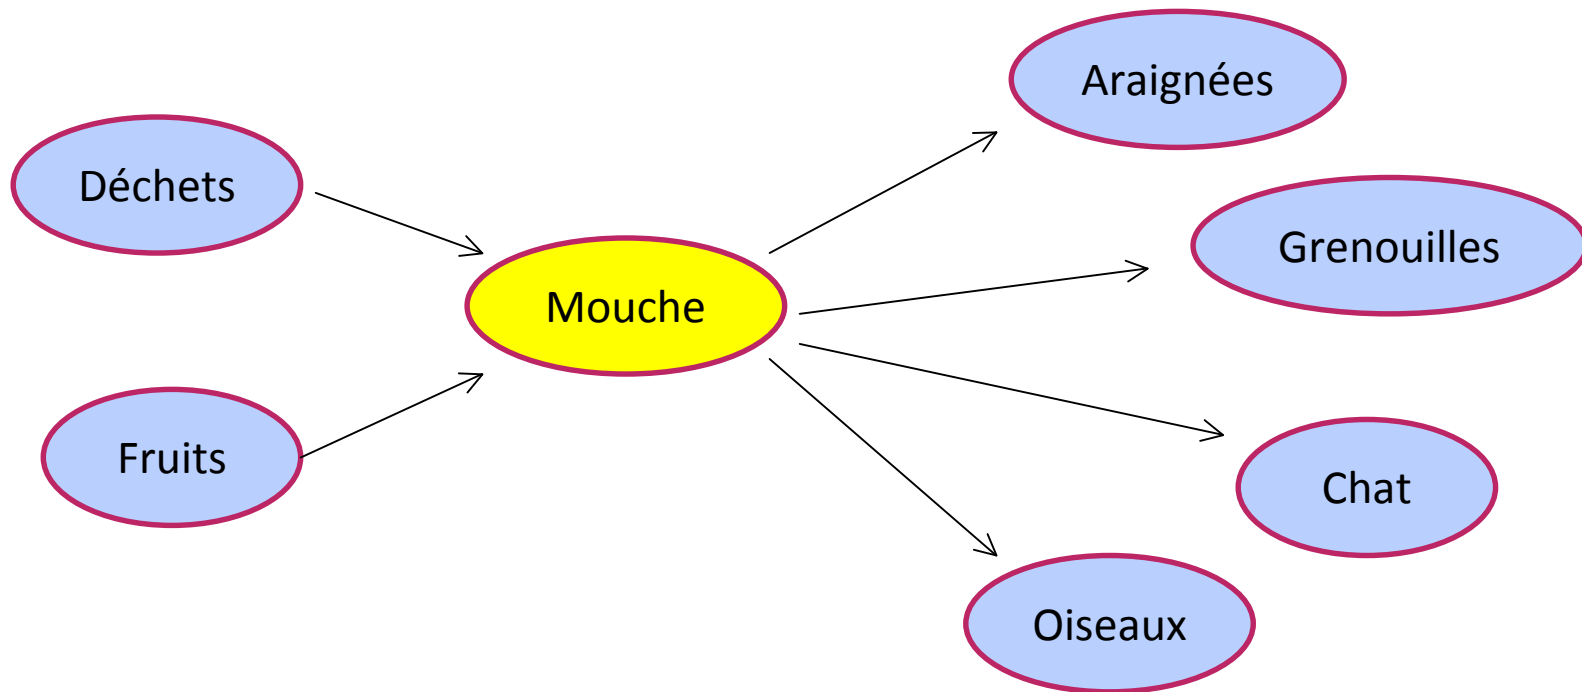 Araignées
Déchets
Grenouilles
Mouche
Fruits
Chat
Oiseaux